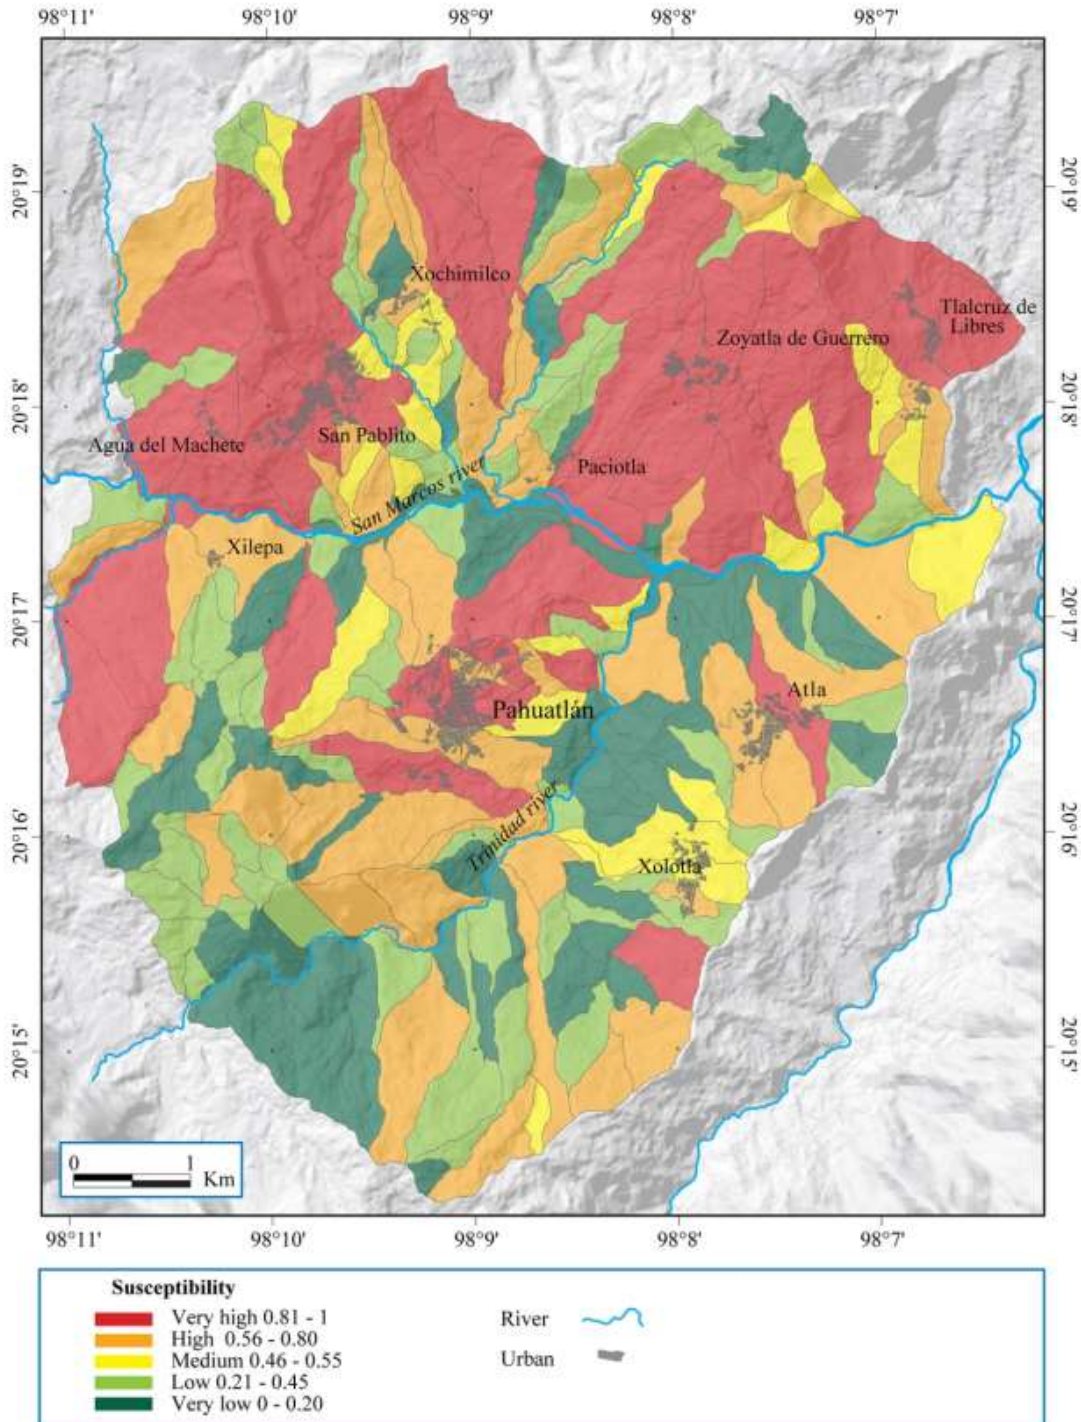 98°11' 98°10' 98°9' 98°8' 98°7'
20°19' 20°19'
Xochimilco
Tlalcruz de
Libres
Zoyatla de Guerrero
20°18' 20°18'
Agua del Machete
San Pablito
Paciotla
San Marcos river
Xilepa
20°17' 20°17'
Atla
Pahuatlán
20°16' 20°16'
Trinidad river
Xolotla
20°15' 20°15'
0 1
Km
98°11' 98°10' 98°9' 98°8' 98°7'
Susceptibility
Very high 0.81 - 1
High 0.56 - 0.80
Medium 0.46 - 0.55
Low 0.21 - 0.45
Very low 0 - 0.20
River
Urban